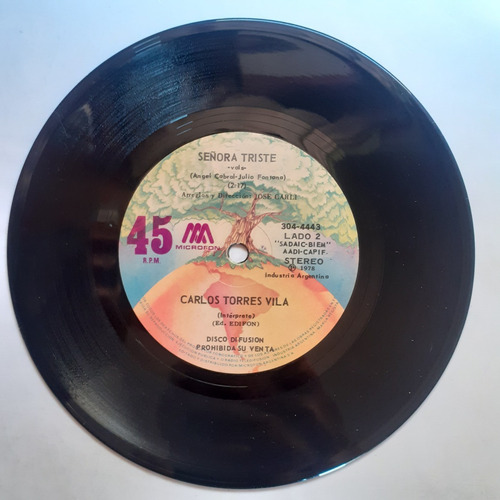 SEÑORA TRISTE
-vals-
(Angel Cabral-Julio Fontana)
(2:17)
Arreglos y Dirección: JOSE CARLI
304-4443
LADO 2
"SADAIC-BIEM"
AADI-CAPIF
STEREO
℗ 1978
Industria Argentina
45
R.P.M.
MICROFON
CARLOS TORRES VILA
(Intérprete)
(Ed. EDIFON)
DISCO DIFUSION
PROHIBIDA SU VENTA